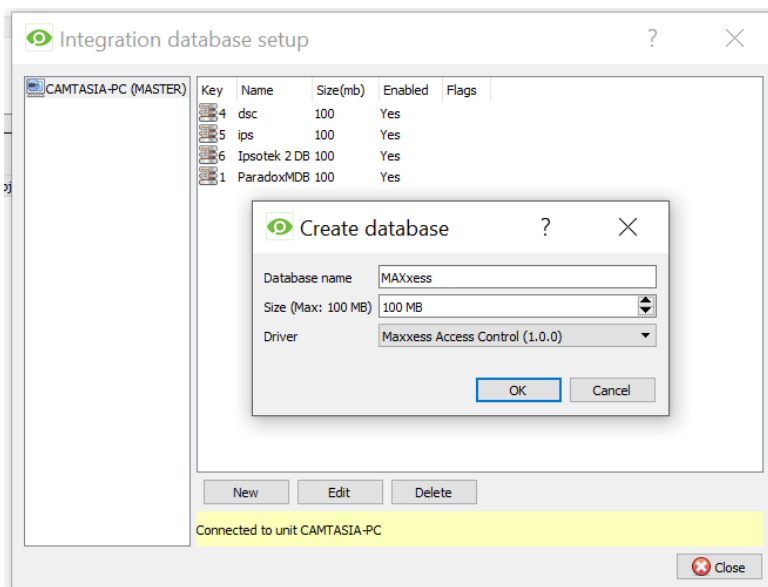 Integration database setup ?
CAMTASIA-PC (MASTER)
Key Name Size(mb) Enabled Flags
4 dsc 100 Yes
5 ips 100 Yes
6 Ipsotek 2 DB 100 Yes
1 ParadoxMDB 100 Yes
Create database ?
Database name MAXxess
Size (Max: 100 MB) 100 MB
Driver Maxxess Access Control (1.0.0)
OK Cancel
New Edit Delete
Connected to unit CAMTASIA-PC
Close